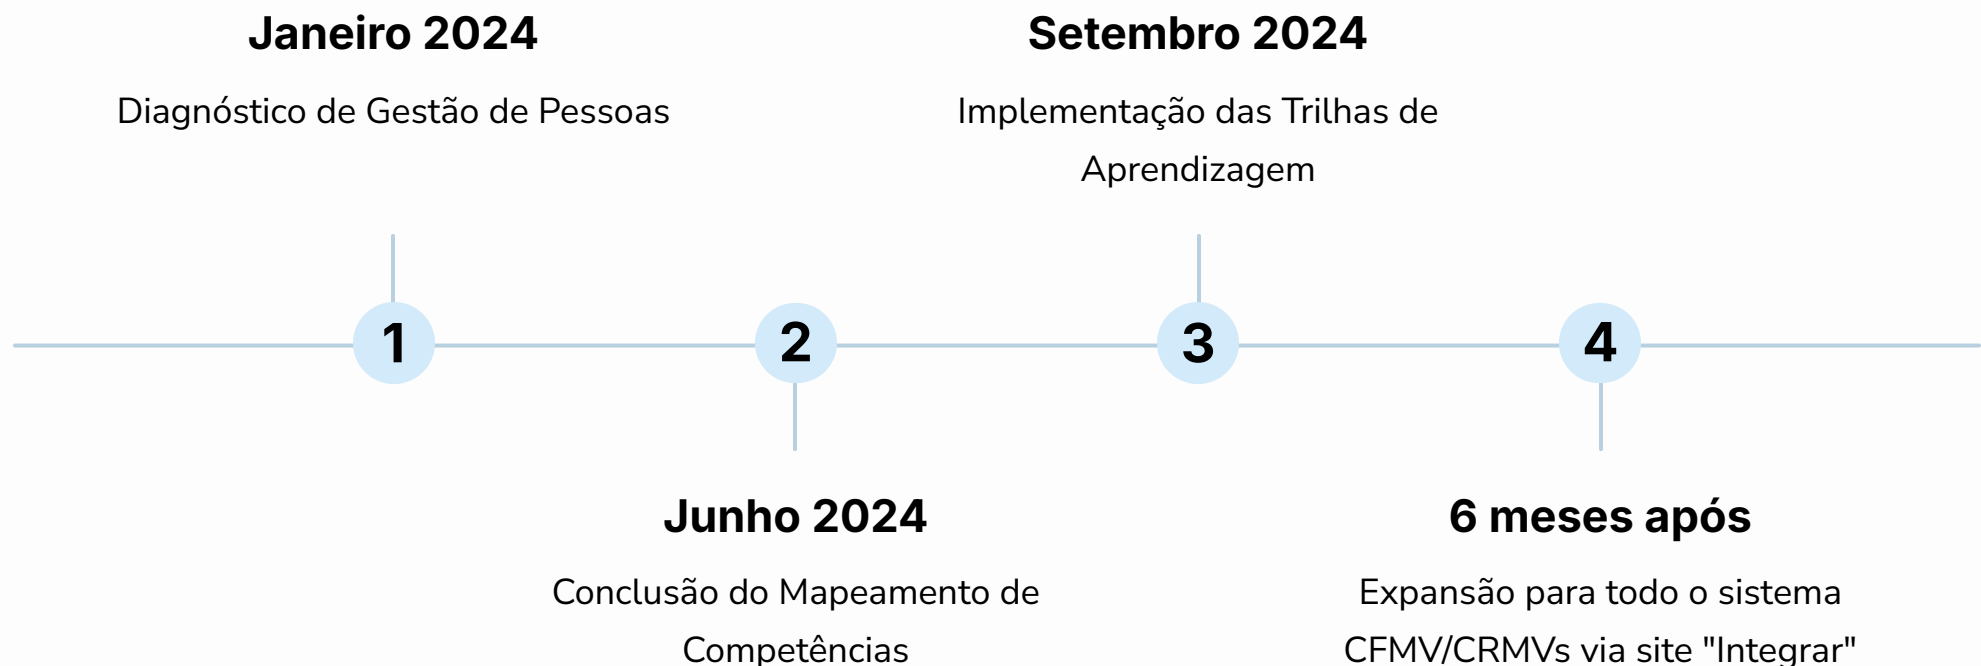 Janeiro 2024
Diagnóstico de Gestão de Pessoas
1
2
Junho 2024
Conclusão do Mapeamento de
Competências
Setembro 2024
Implementação das Trilhas de
Aprendizagem
3
4
6 meses após
Expansão para todo o sistema
CFMV/CRMVs via site "Integrar"